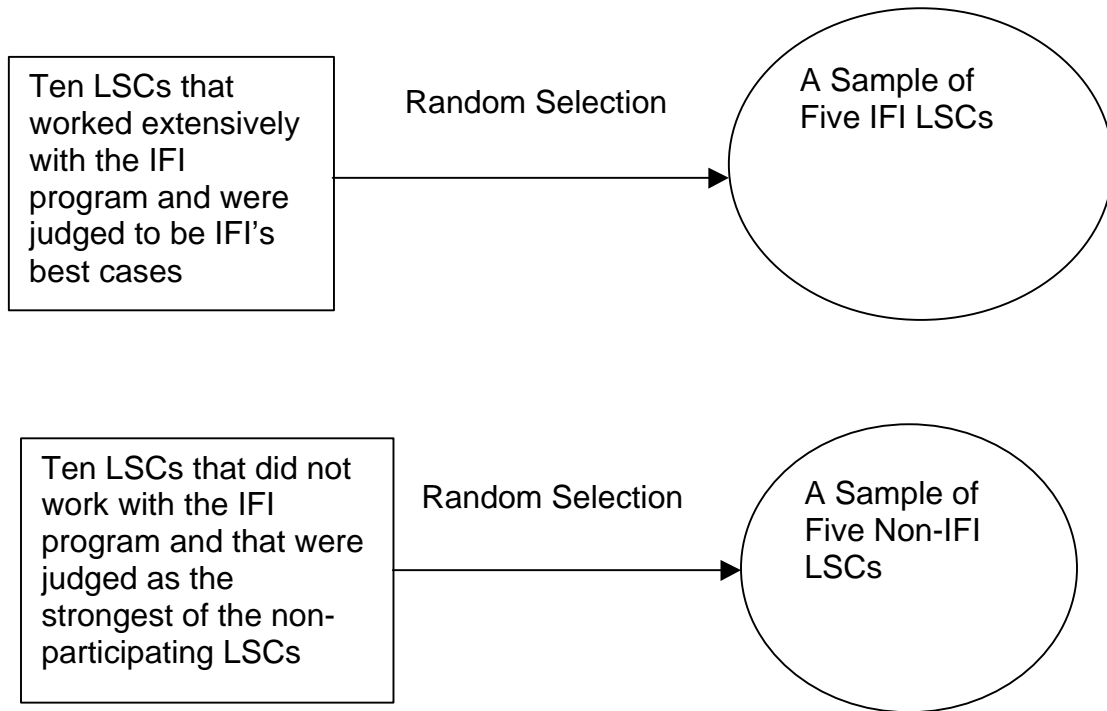 Ten LSCs that
worked extensively
with the IFI
program and were
judged to be IFI’s
best cases
Random Selection
A Sample of
Five IFI LSCs
Ten LSCs that did not
work with the IFI
program and that were
judged as the
strongest of the non-
participating LSCs
Random Selection
A Sample of
Five Non-IFI
LSCs